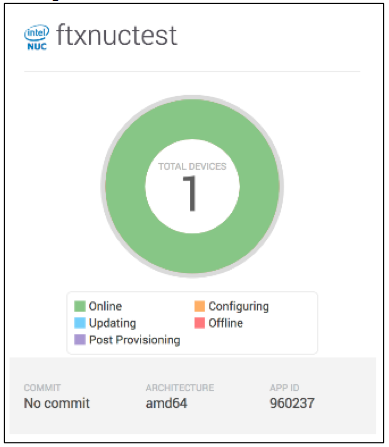 intel
NUC
ftxnuctest
TOTAL DEVICES
1
Online
Configuring
Updating
Offline
Post Provisioning
COMMIT
ARCHITECTURE
APP ID
No commit
amd64
960237